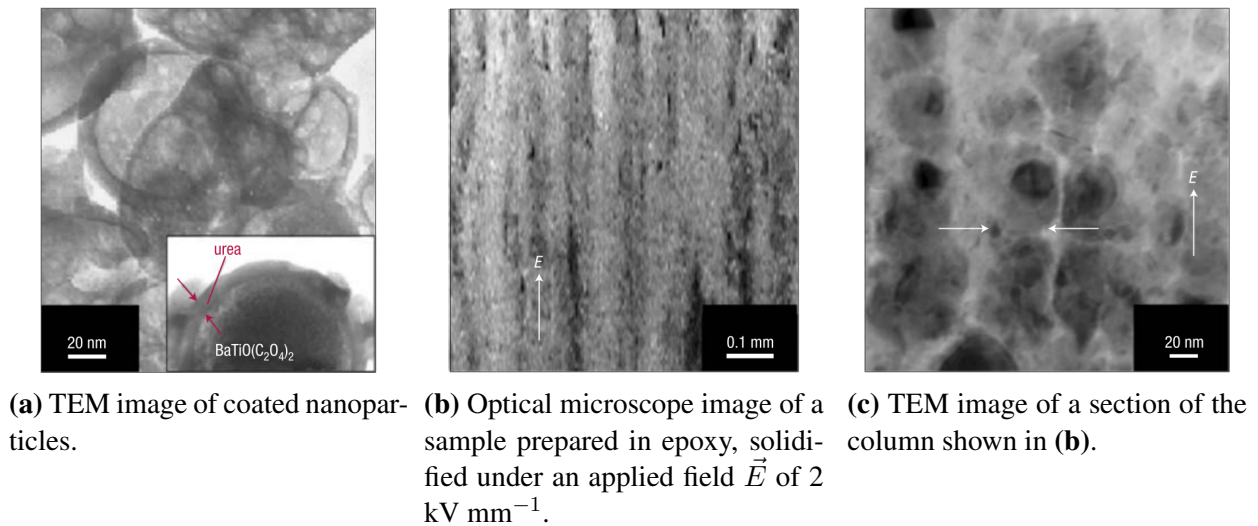 urea
BaTiO(C₂O₄)₂
20 nm
E
0.1 mm
E
20 nm
(a) TEM image of coated nanopar-
ticles.
(b) Optical microscope image of a
sample prepared in epoxy, solidi-
fied under an applied field $\vec{E}$ of 2
kV mm⁻¹.
(c) TEM image of a section of the
column shown in (b).